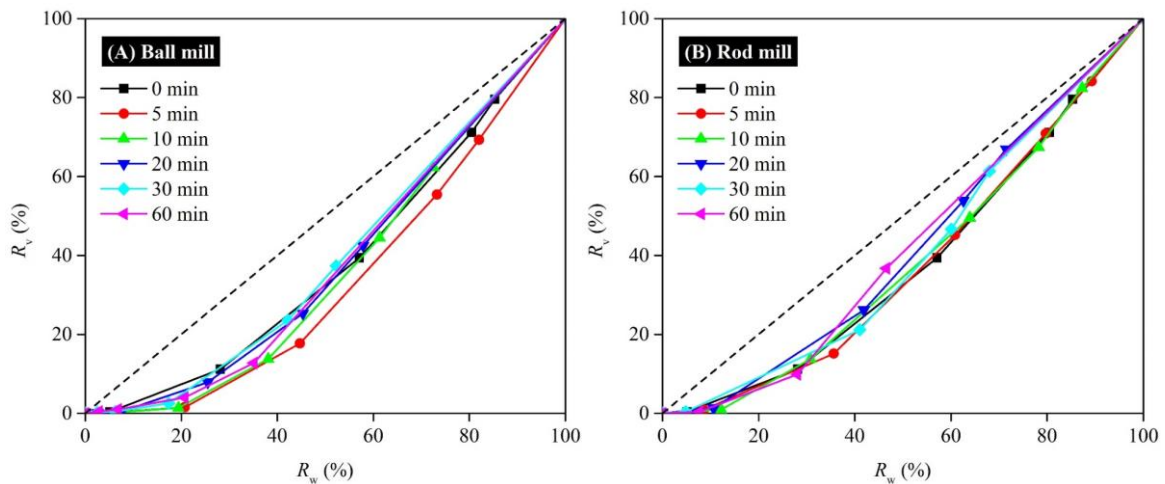 100
80
60
40
20
0
R_v (%)
(A) Ball mill
0 min
5 min
10 min
20 min
30 min
60 min
0 20 40 60 80 100
R_w (%)
100
80
60
40
20
0
R_v (%)
(B) Rod mill
0 min
5 min
10 min
20 min
30 min
60 min
0 20 40 60 80 100
R_w (%)